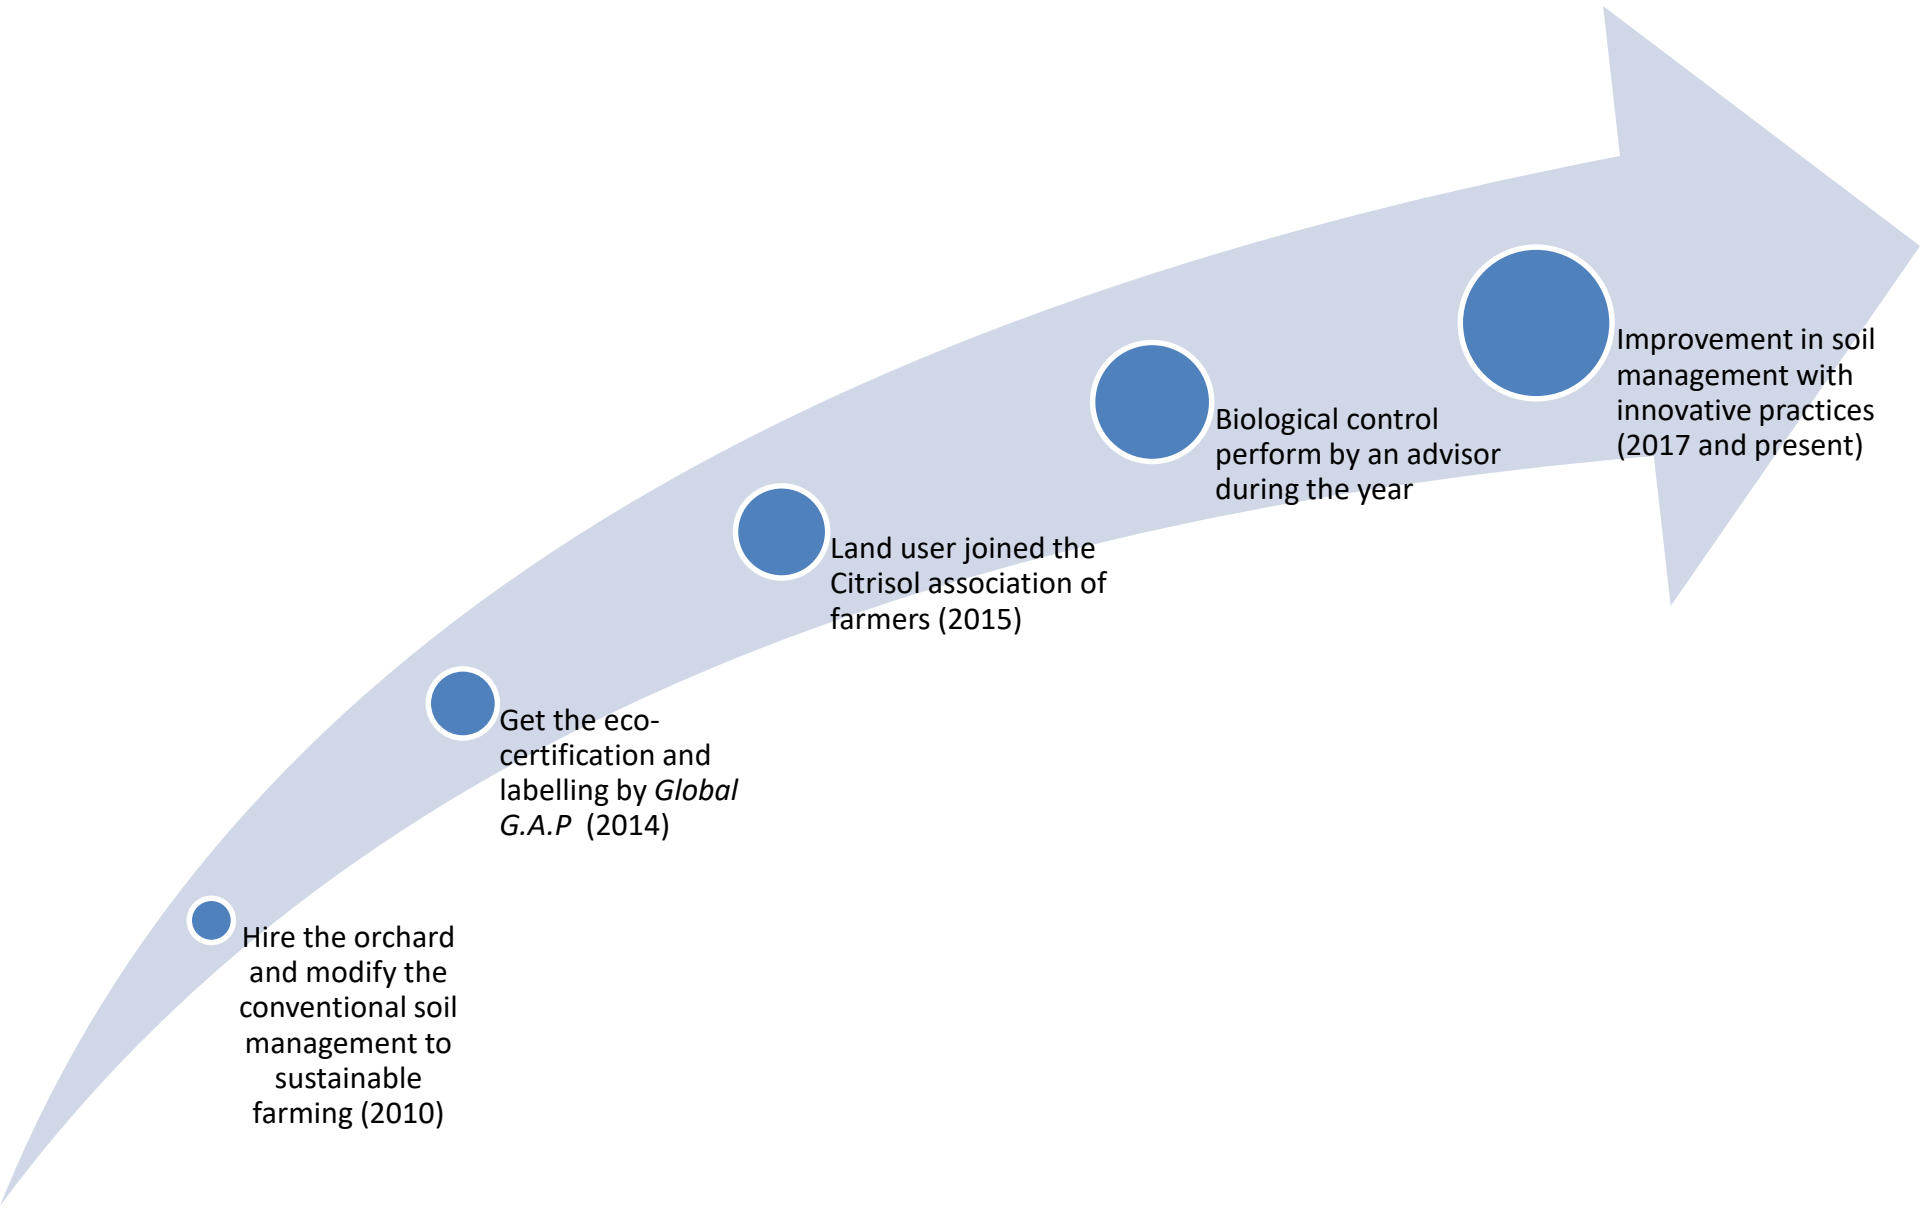 Hire the orchard
and modify the
conventional soil
management to
sustainable
farming (2010)
Get the eco-
certification and
labelling by Global
G.A.P (2014)
Land user joined the
Citrisol association of
farmers (2015)
Biological control
perform by an advisor
during the year
Improvement in soil
management with
innovative practices
(2017 and present)